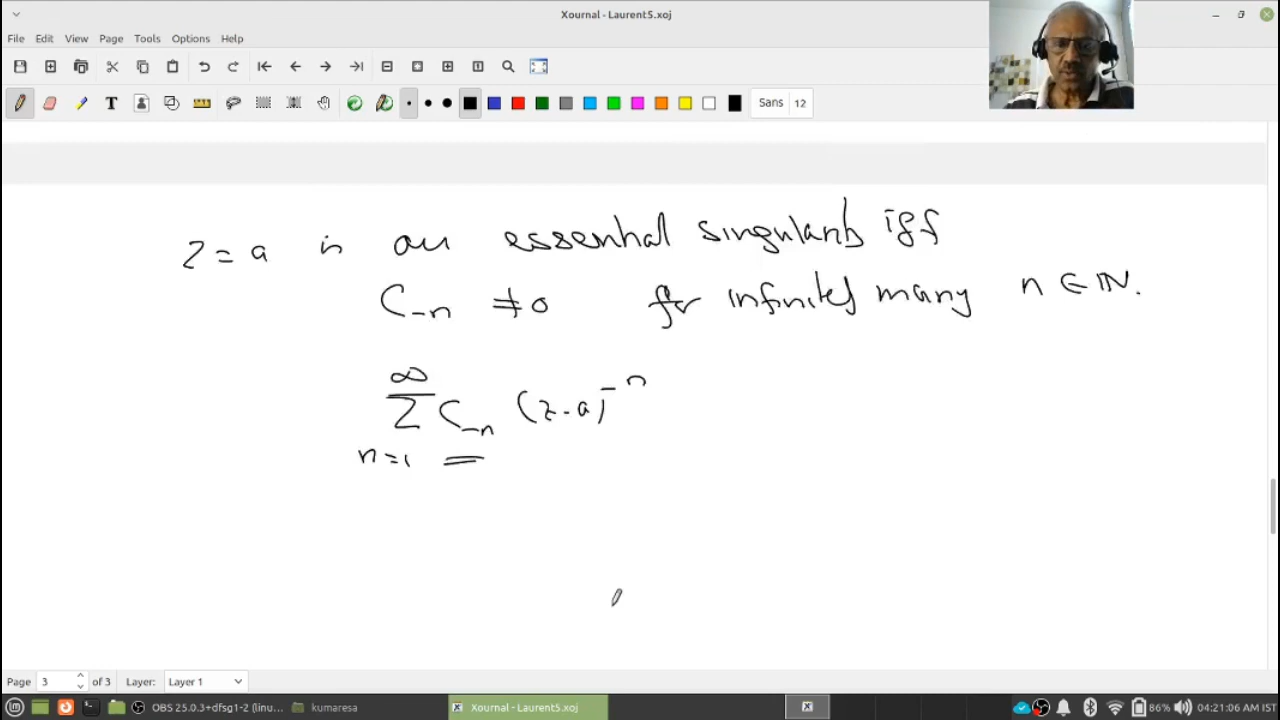 Xournal - Laurent5.xoj
File Edit View Page Tools Options Help
Sans 12
z = a is an essential singularity iff
C_{-n} ≠ 0 for infinitely many n ∈ ℕ.
∞
Σ C_{-n} (z-a)^{-n}
n=1
Page 3 of 3 Layer: Layer 1
OBS 25.0.3+dfsg1-2 (linu... kumaresa Xournal - Laurent5.xoj 86% 04:21:06 AM IST